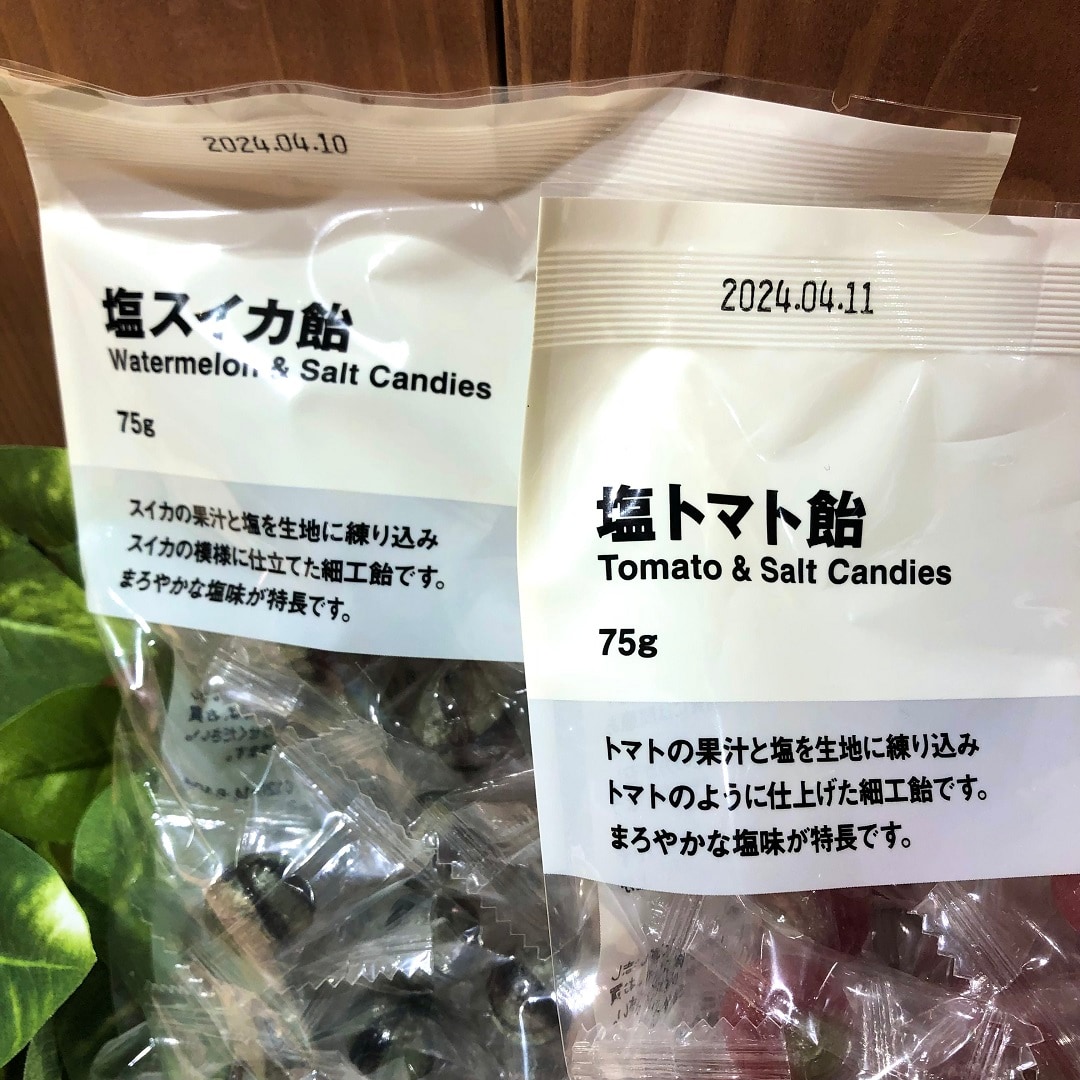 2024.04.10
塩スイカ飴
Watermelon & Salt Candies
75g
スイカの果汁と塩を生地に練り込み
スイカの模様に仕立てた細工飴です。
まろやかな塩味が特長です。
2024.04.11
塩トマト飴
Tomato & Salt Candies
75g
トマトの果汁と塩を生地に練り込み
トマトのように仕上げた細工飴です。
まろやかな塩味が特長です。